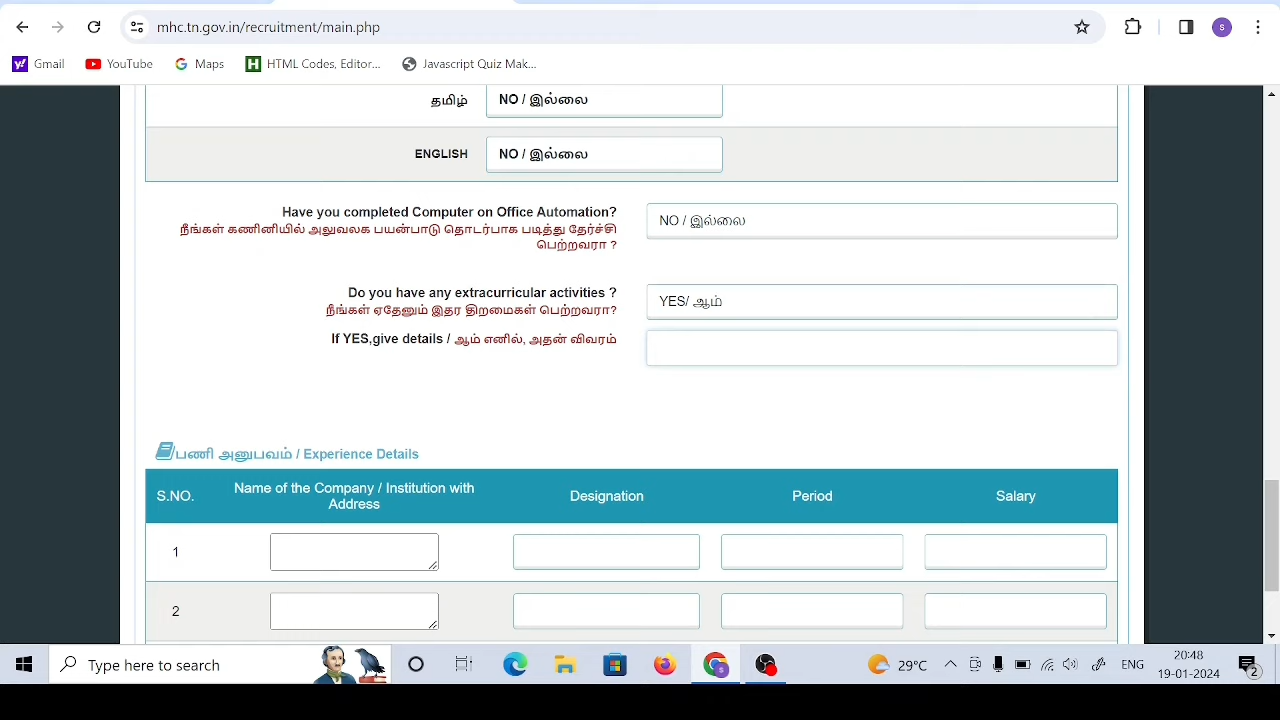 mhc.tn.gov.in/recruitment/main.php
S
Gmail YouTube Maps HTML Codes, Editor... Javascript Quiz Mak...
தமிழ் NO / இல்லை
ENGLISH NO / இல்லை
Have you completed Computer on Office Automation? NO / இல்லை
நீங்கள் கணினியில் அலுவலக பயன்பாடு தொடர்பாக படித்து தேர்ச்சி
பெற்றவரா ?
Do you have any extracurricular activities ? YES/ ஆம்
நீங்கள் ஏதேனும் இதர திறமைகள் பெற்றவரா?
If YES,give details / ஆம் எனில், அதன் விவரம்
பணி அனுபவம் / Experience Details
S.NO. Name of the Company / Institution with Address Designation Period Salary
1
2
Type here to search 29°C ENG 20:48
19-01-2024 2